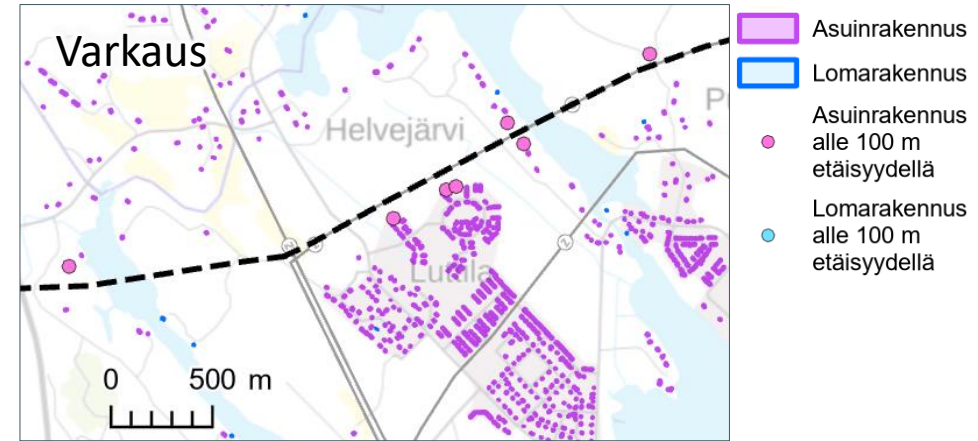 Varkaus
Helvejärvi
Luttila
P
0 500 m
Asuinrakennus
Lomarakennus
Asuinrakennus
alle 100 m
etäisyydellä
Lomarakennus
alle 100 m
etäisyydellä